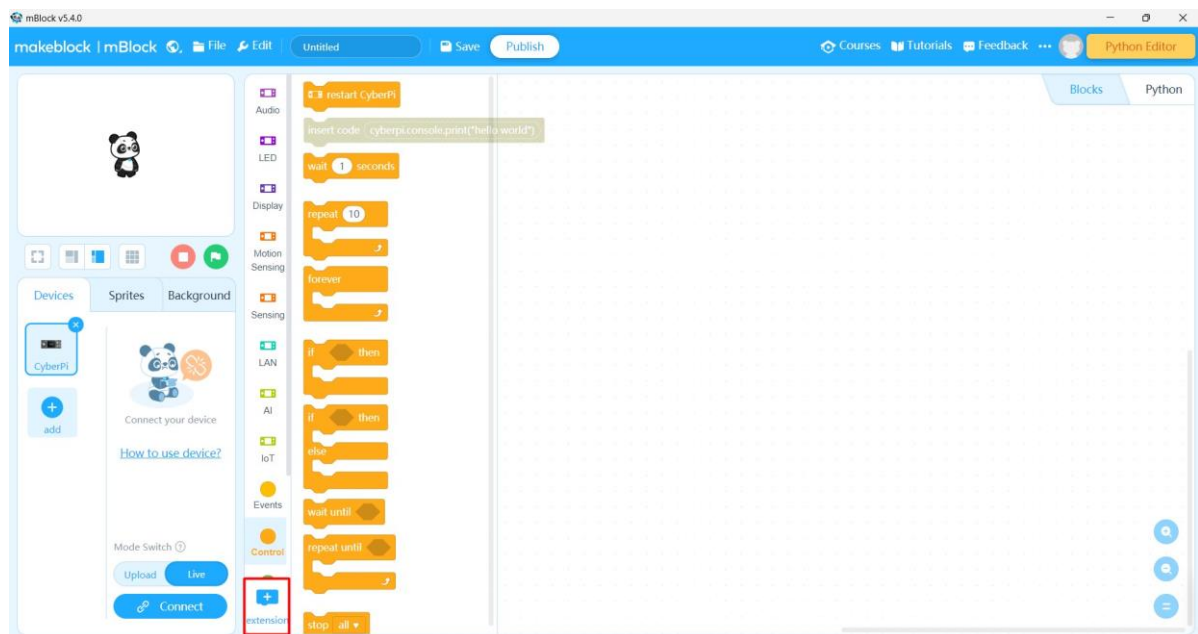 mBlock v5.4.0
makeblock | mBlock File Edit Untitled Save Publish Courses Tutorials Feedback Python Editor
Blocks Python
Audio
LED
Display
Motion
Sensing
Sensing
LAN
AI
IoT
Events
Control
extension
restart CyberPi
insert code cyberpi.console.print("hello world")
wait 1 seconds
repeat 10
forever
if then
if then
else
wait until
repeat until
stop all
Devices Sprites Background
CyberPi
add
Connect your device
How to use device?
Mode Switch
Upload Live
Connect